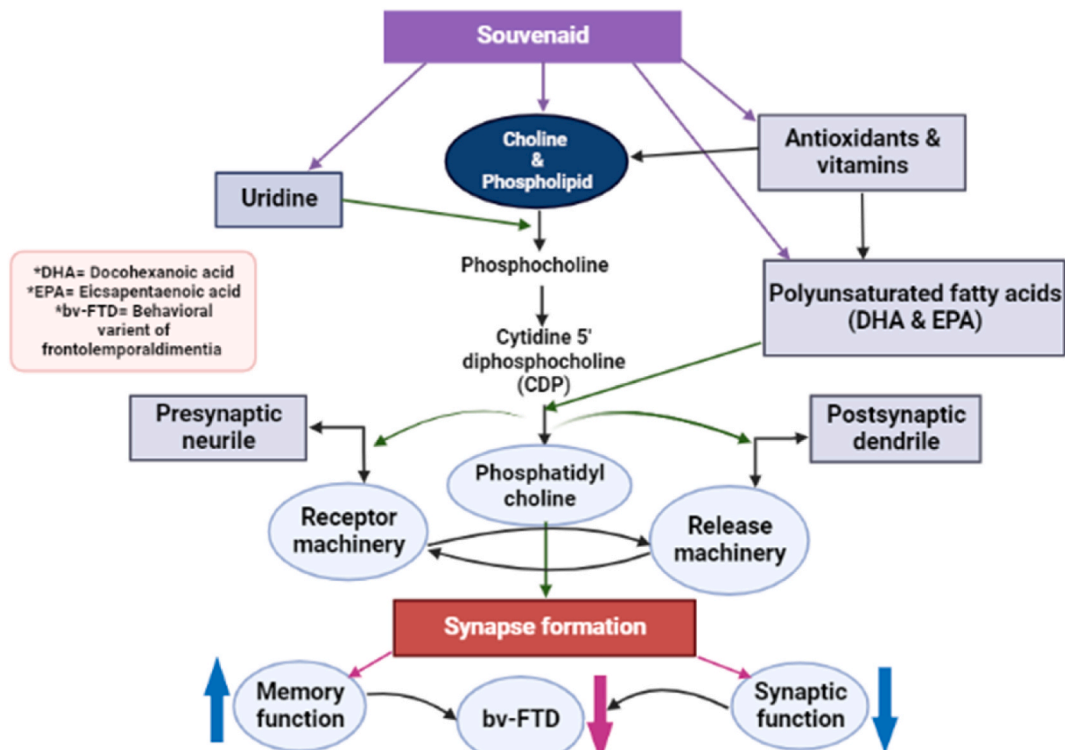 Souvenaid
Choline
&
Phospholipid
Antioxidants &
vitamins
Uridine
*DHA= Docohexanoic acid
*EPA= Eicsapentaenoic acid
*bv-FTD= Behavioral
varient of
frontolemporaldimentia
Phosphocholine
Polyunsaturated fatty acids
(DHA & EPA)
Cytidine 5'
diphosphocholine
(CDP)
Presynaptic
neurile
Postsynaptic
dendrile
Phosphatidyl
choline
Receptor
machinery
Release
machinery
Synapse formation
Memory
function
bv-FTD
Synaptic
function